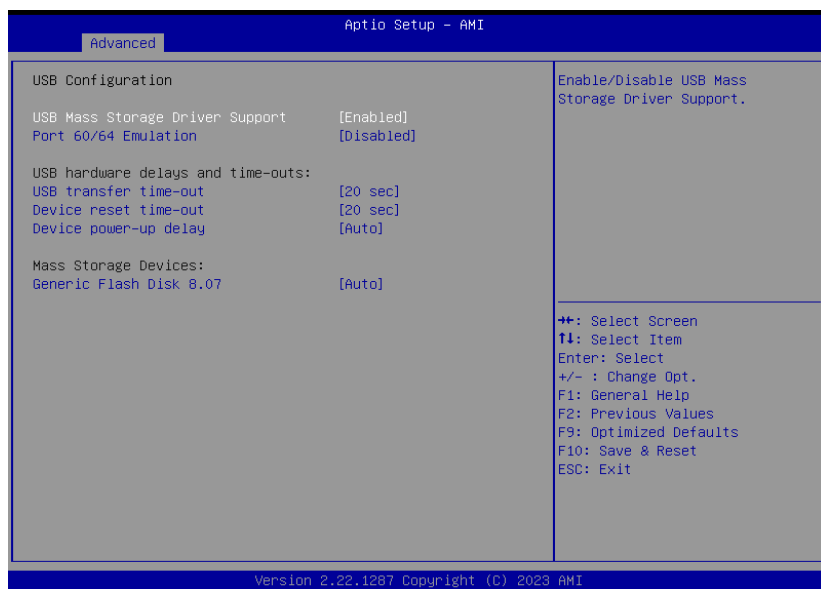 Aptio Setup – AMI
Advanced
USB Configuration
USB Mass Storage Driver Support [Enabled]
Port 60/64 Emulation [Disabled]
USB hardware delays and time-outs:
USB transfer time-out [20 sec]
Device reset time-out [20 sec]
Device power-up delay [Auto]
Mass Storage Devices:
Generic Flash Disk 8.07 [Auto]
Enable/Disable USB Mass
Storage Driver Support.
→←: Select Screen
↑↓: Select Item
Enter: Select
+/- : Change Opt.
F1: General Help
F2: Previous Values
F9: Optimized Defaults
F10: Save & Reset
ESC: Exit
Version 2.22.1287 Copyright (C) 2023 AMI